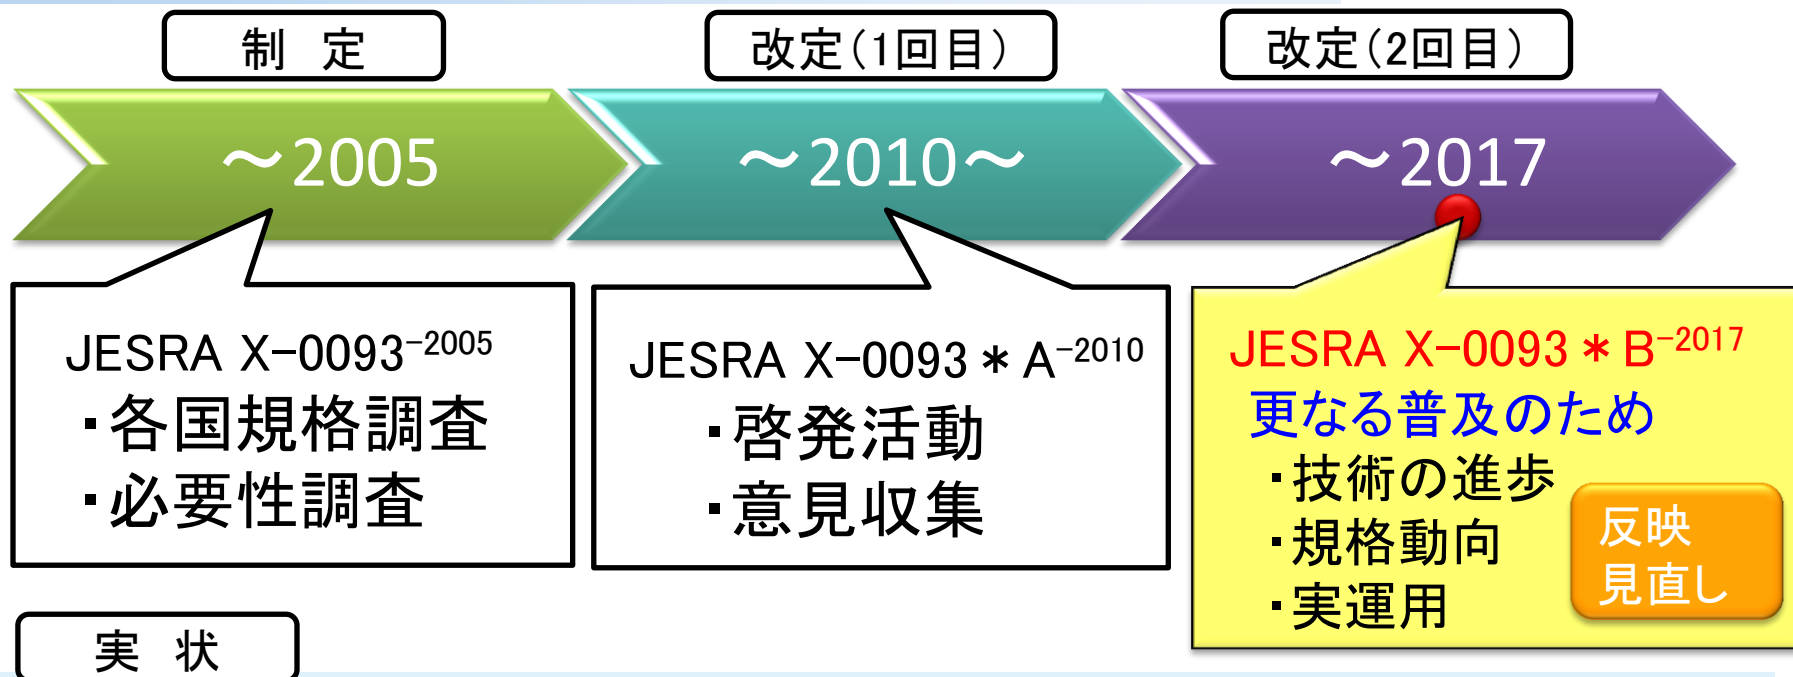 制 定
改定(1回目)
改定(2回目)
～2005
～2010～
～2017
JESRA X-0093-2005
・各国規格調査
・必要性調査
JESRA X-0093＊A-2010
・啓発活動
・意見収集
JESRA X-0093＊B-2017
更なる普及のため
・技術の進歩
・規格動向
・実運用
反映
見直し
実 状